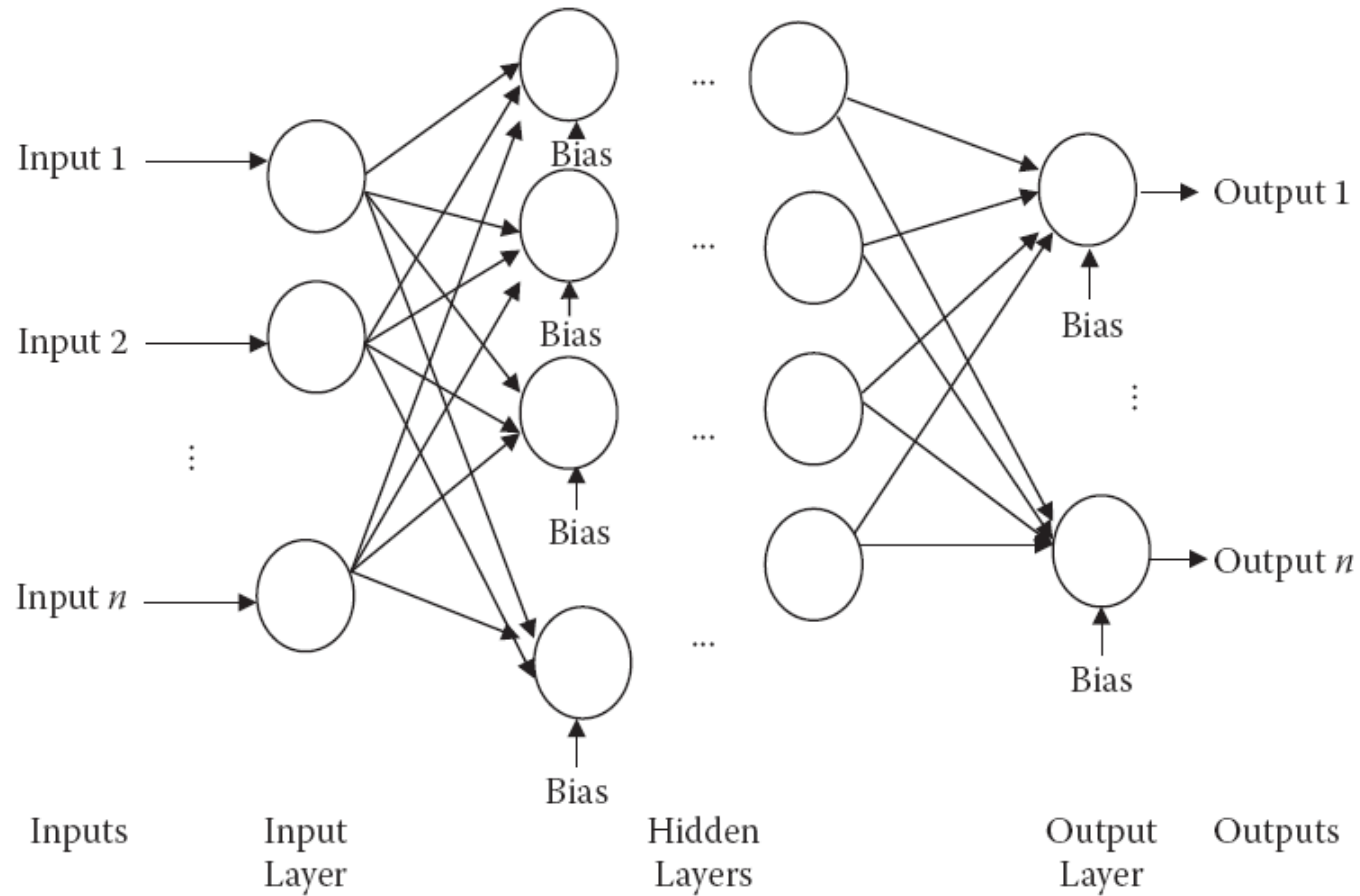 ...
Bias
Input 1
Output 1
...
Bias
Bias
Input 2
...
...
...
Bias
Input n
Output n
...
Bias
Bias
Inputs
Input
Layer
Hidden
Layers
Output
Layer
Outputs